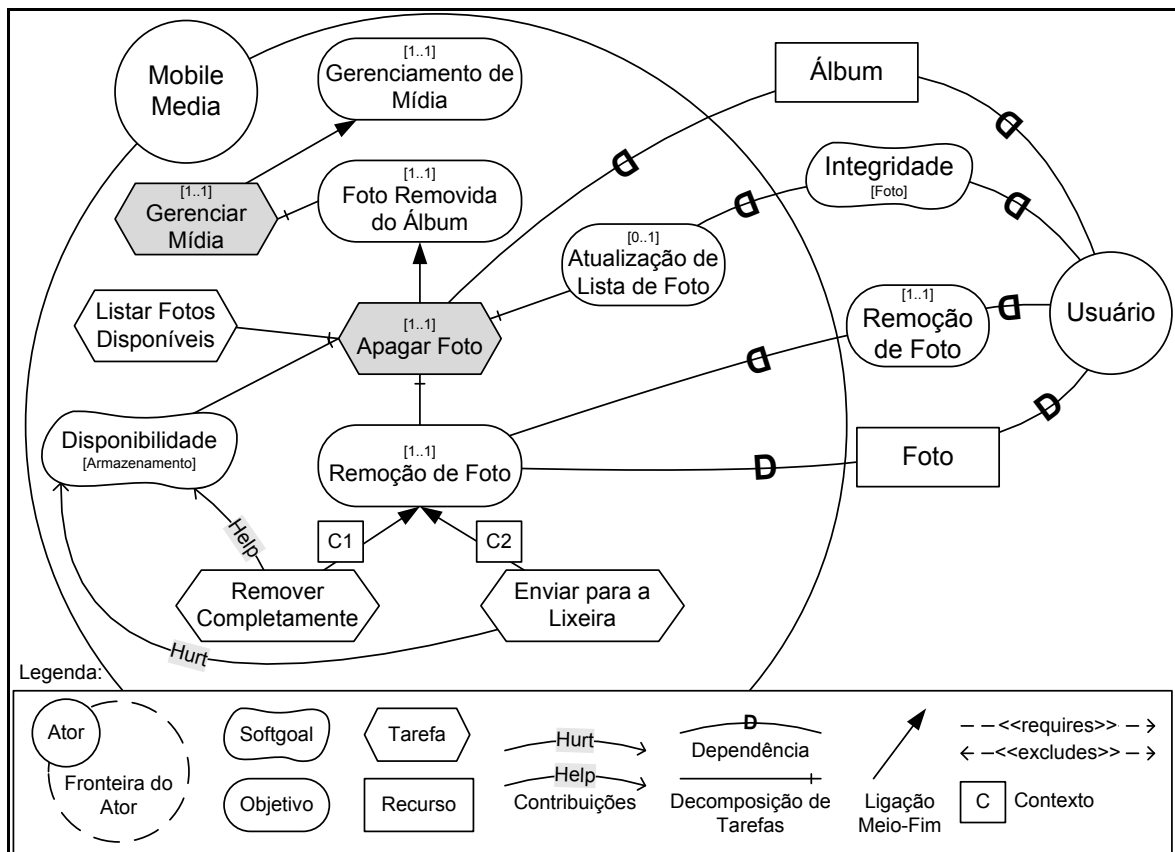 Mobile
Media
[1..1]
Gerenciamento de
Mídia
Álbum
D
D
[1..1]
Gerenciar
Mídia
[1..1]
Foto Removida
do Álbum
Integridade
[Foto]
D
D
[0..1]
Atualização de
Lista de Foto
Listar Fotos
Disponíveis
[1..1]
Apagar Foto
[1..1]
Remoção
de Foto
D
D
Usuário
Disponibilidade
[Armazenamento]
[1..1]
Remoção de Foto
D
Foto
D
Help
C1
C2
Remover
Completamente
Enviar para a
Lixeira
Hurt
Legenda:
Ator
Fronteira do
Ator
Softgoal
Objetivo
Tarefa
Recurso
Hurt
Help
Contribuições
D
Dependência
Decomposição de
Tarefas
Ligação
Meio-Fim
<<requires>>
<<excludes>>
C Contexto